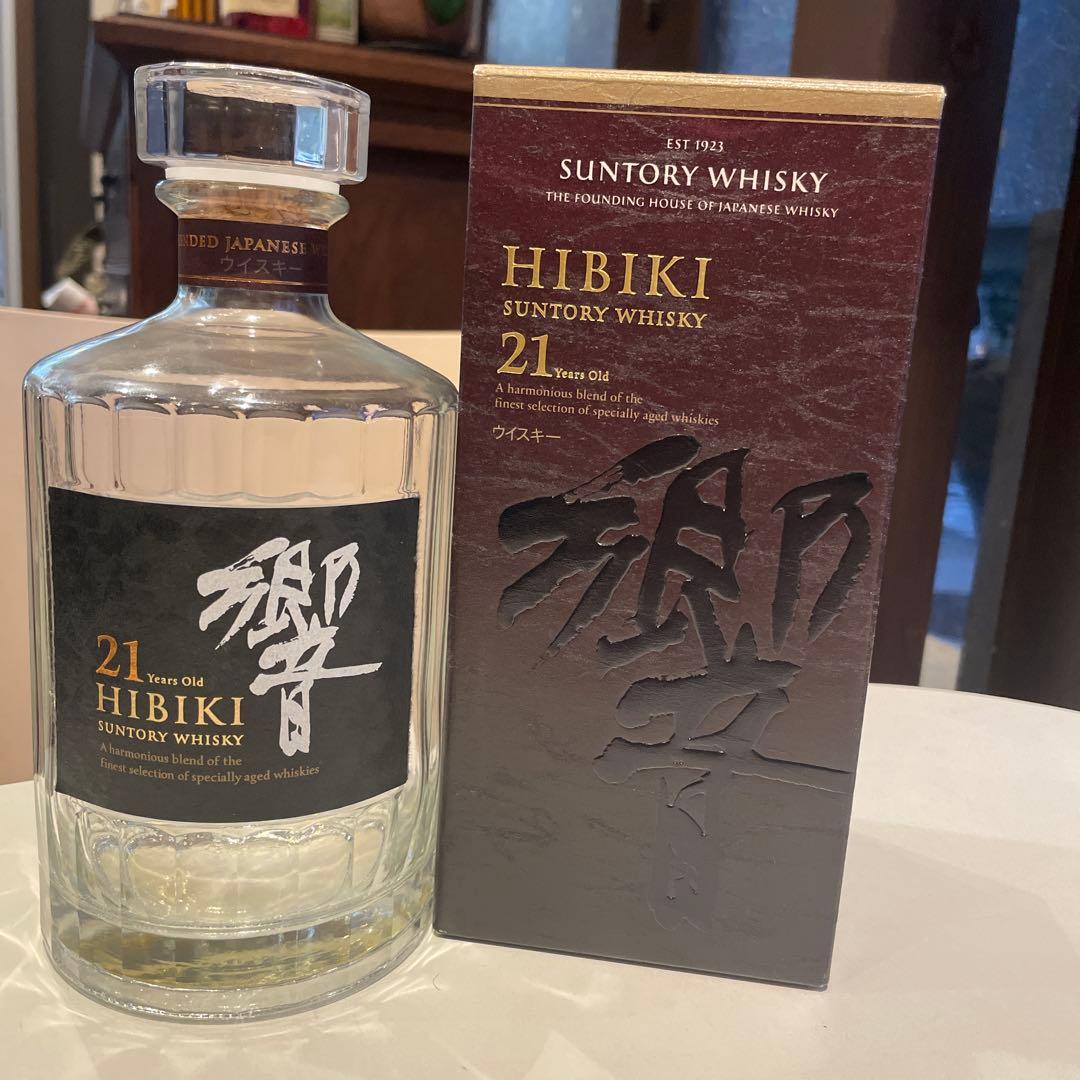 NDED JAPANESE W
ウイスキー
響
21 Years Old
HIBIKI
SUNTORY WHISKY
A harmonious blend of the
finest selection of specially aged whiskies
EST 1923
SUNTORY WHISKY
THE FOUNDING HOUSE OF JAPANESE WHISKY
HIBIKI
SUNTORY WHISKY
21 Years Old
A harmonious blend of the
finest selection of specially aged whiskies
ウイスキー
響